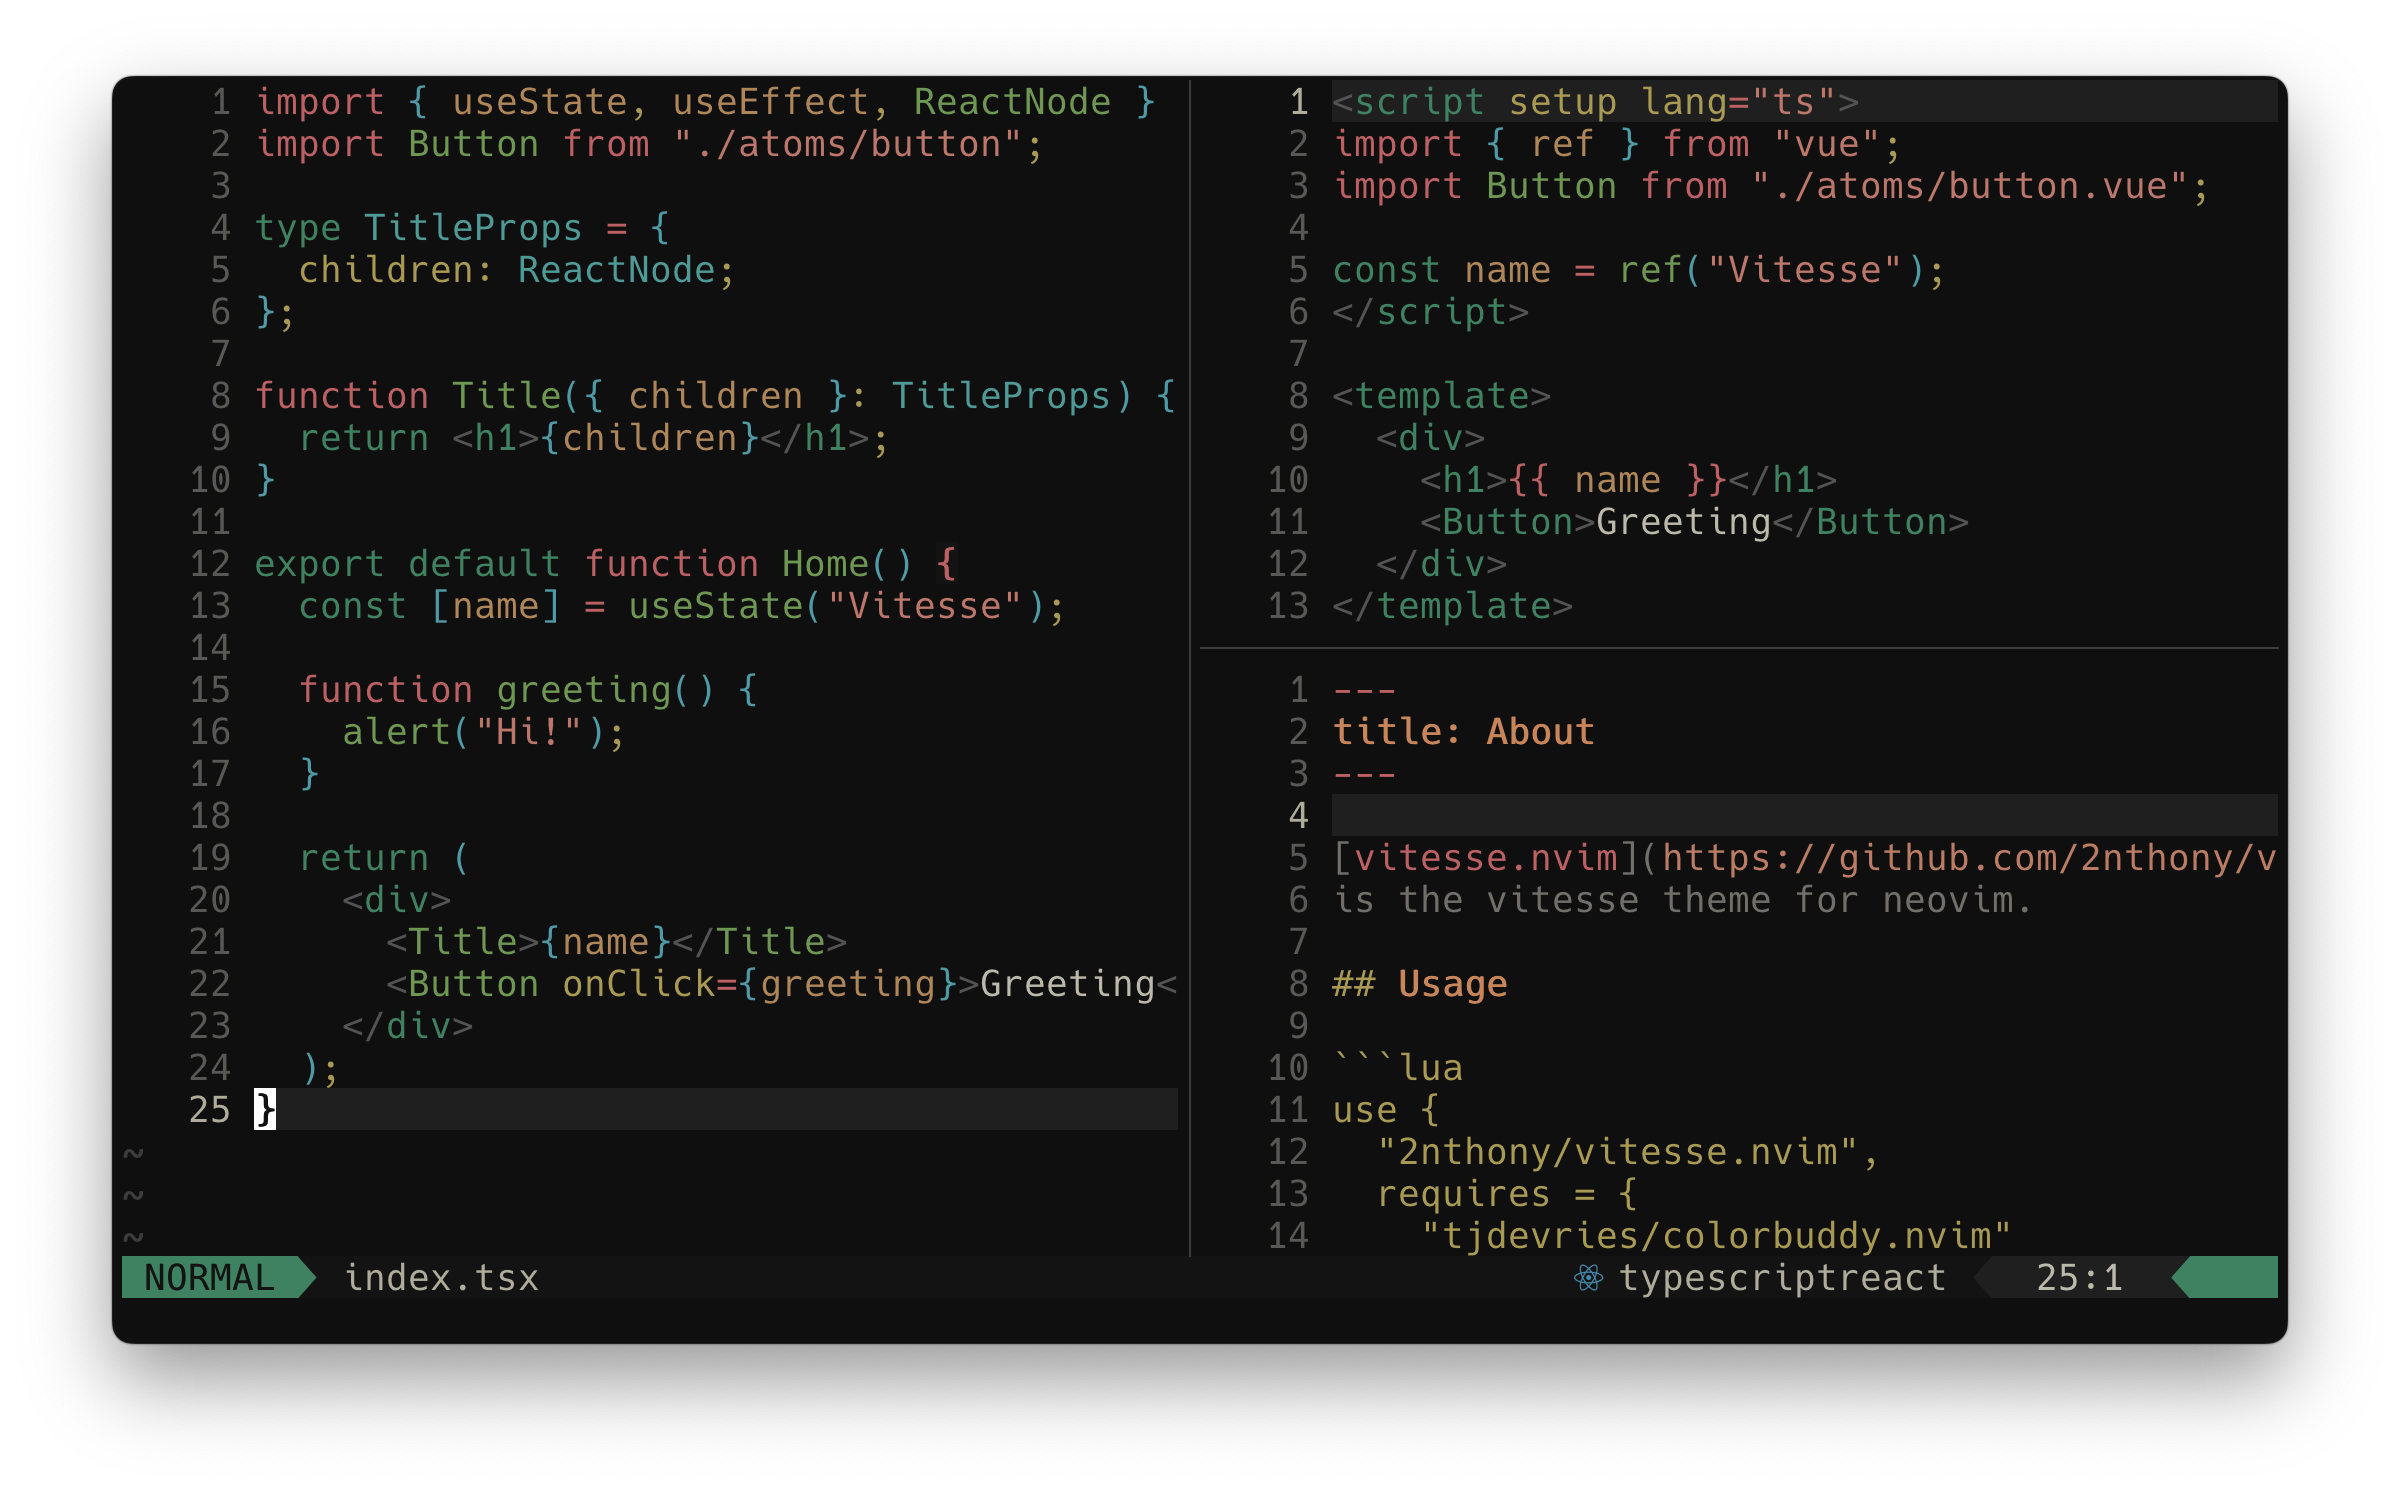 1 import { useState, useEffect, ReactNode }
2 import Button from "./atoms/button";
3
4 type TitleProps = {
5   children: ReactNode;
6 };
7
8 function Title({ children }: TitleProps) {
9   return <h1>{children}</h1>;
10 }
11
12 export default function Home() {
13   const [name] = useState("Vitesse");
14
15   function greeting() {
16     alert("Hi!");
17   }
18
19   return (
20     <div>
21       <Title>{name}</Title>
22       <Button onClick={greeting}>Greeting<
23     </div>
24   );
25 }
~
~
~
1 <script setup lang="ts">
2 import { ref } from "vue";
3 import Button from "./atoms/button.vue";
4
5 const name = ref("Vitesse");
6 </script>
7
8 <template>
9   <div>
10     <h1>{{ name }}</h1>
11     <Button>Greeting</Button>
12   </div>
13 </template>
1 ---
2 title: About
3 ---
4
5 [vitesse.nvim](https://github.com/2nthony/v
6 is the vitesse theme for neovim.
7
8 ## Usage
9
10 ```lua
11 use {
12   "2nthony/vitesse.nvim",
13   requires = {
14     "tjdevries/colorbuddy.nvim"
NORMAL index.tsx typescriptreact 25:1